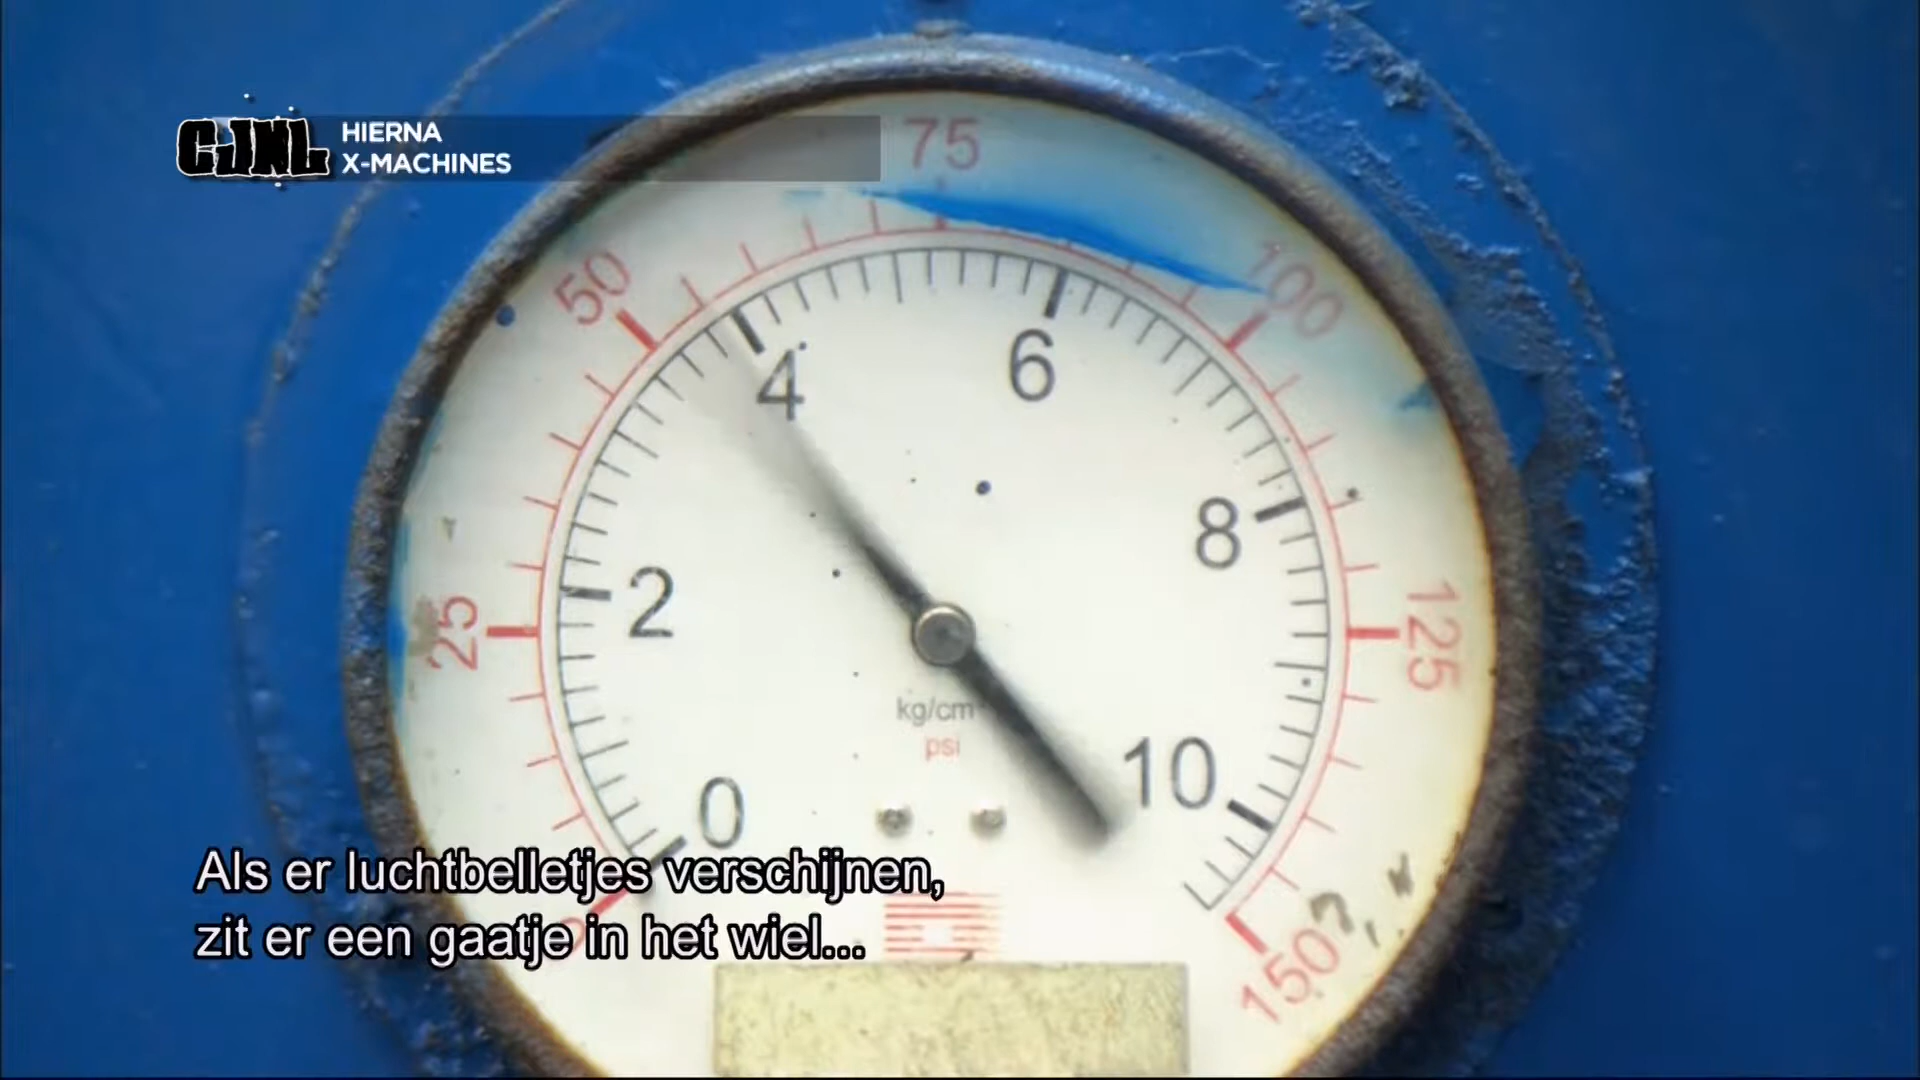 CJNL
HIERNA
X-MACHINES
75
50
100
4
6
8
2
25
125
kg/cm²
psi
10
0
Als er luchtbelletjes verschijnen,
zit er een gaatje in het wiel...
150